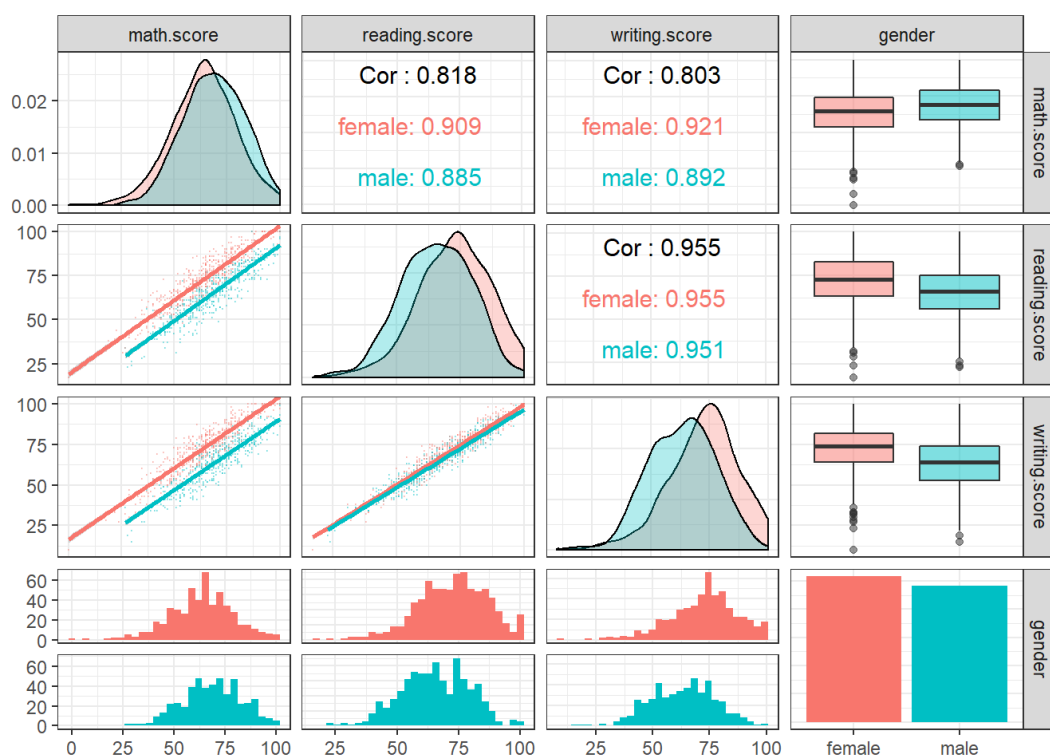 math.score reading.score writing.score gender
Cor : 0.818 Cor : 0.803
female: 0.909 female: 0.921
male: 0.885 male: 0.892
0.02
0.01
0.00
math.score
100
75
50
25
Cor : 0.955
female: 0.955
male: 0.951
reading.score
100
75
50
25
writing.score
60
40
20
0
60
40
20
0
gender
0 25 50 75 100 25 50 75 100 25 50 75 100 female male